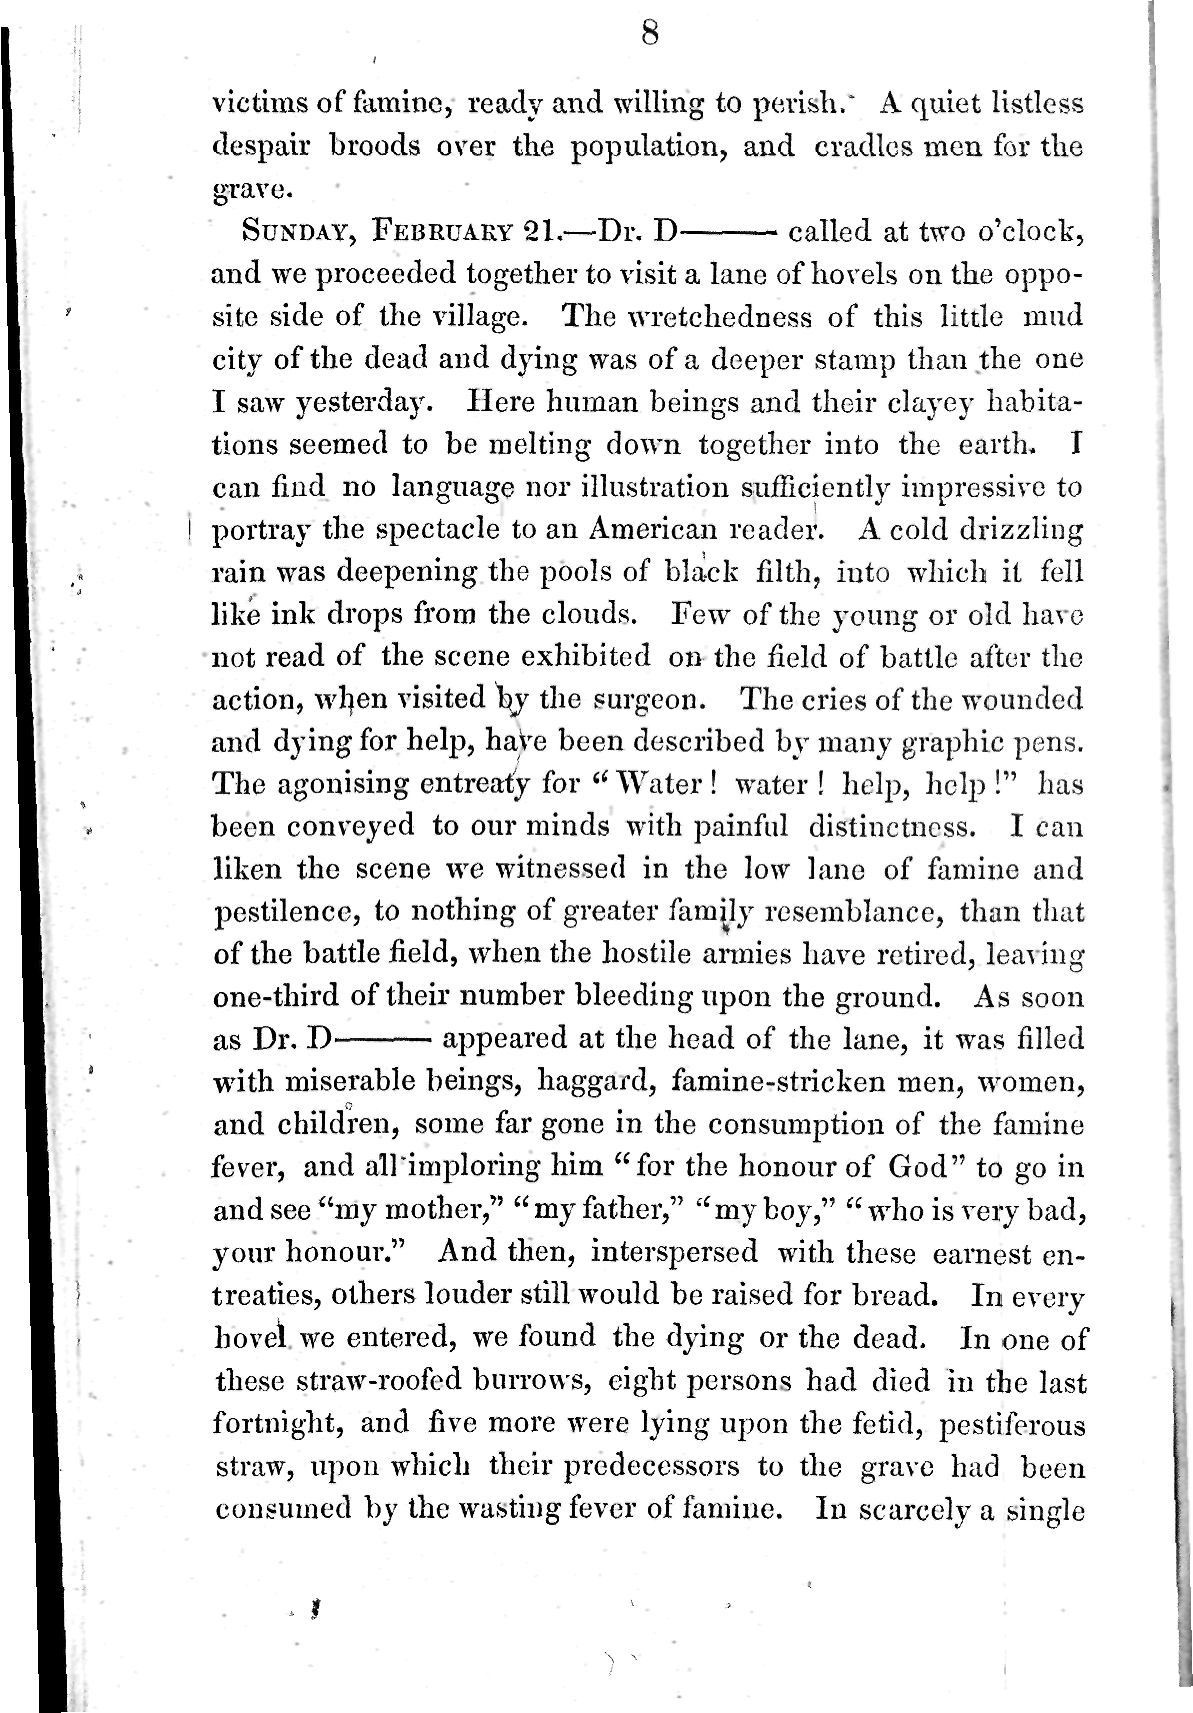 8
victims of famine, ready and willing to perish. A quiet listless
despair broods over the population, and cradles men for the
grave.
SUNDAY, FEBRUARY 21.—Dr. D——— called at two o'clock,
and we proceeded together to visit a lane of hovels on the oppo-
site side of the village. The wretchedness of this little mud
city of the dead and dying was of a deeper stamp than the one
I saw yesterday. Here human beings and their clayey habita-
tions seemed to be melting down together into the earth. I
can find no language nor illustration sufficiently impressive to
portray the spectacle to an American reader. A cold drizzling
rain was deepening the pools of black filth, into which it fell
like ink drops from the clouds. Few of the young or old have
not read of the scene exhibited on the field of battle after the
action, when visited by the surgeon. The cries of the wounded
and dying for help, have been described by many graphic pens.
The agonising entreaty for “Water! water! help, help!” has
been conveyed to our minds with painful distinctness. I can
liken the scene we witnessed in the low lane of famine and
pestilence, to nothing of greater family resemblance, than that
of the battle field, when the hostile armies have retired, leaving
one-third of their number bleeding upon the ground. As soon
as Dr. D——— appeared at the head of the lane, it was filled
with miserable beings, haggard, famine-stricken men, women,
and children, some far gone in the consumption of the famine
fever, and all imploring him “for the honour of God” to go in
and see “my mother,” “my father,” “my boy,” “who is very bad,
your honour.” And then, interspersed with these earnest en-
treaties, others louder still would be raised for bread. In every
hovel we entered, we found the dying or the dead. In one of
these straw-roofed burrows, eight persons had died in the last
fortnight, and five more were lying upon the fetid, pestiferous
straw, upon which their predecessors to the grave had been
consumed by the wasting fever of famine. In scarcely a single